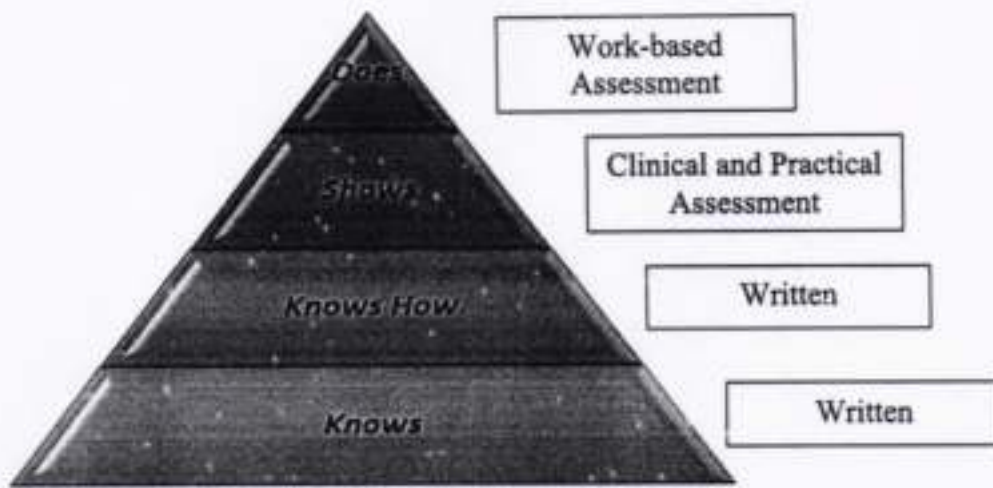 Does
Work-based
Assessment
Shows
Clinical and Practical
Assessment
Knows How
Written
Knows
Written